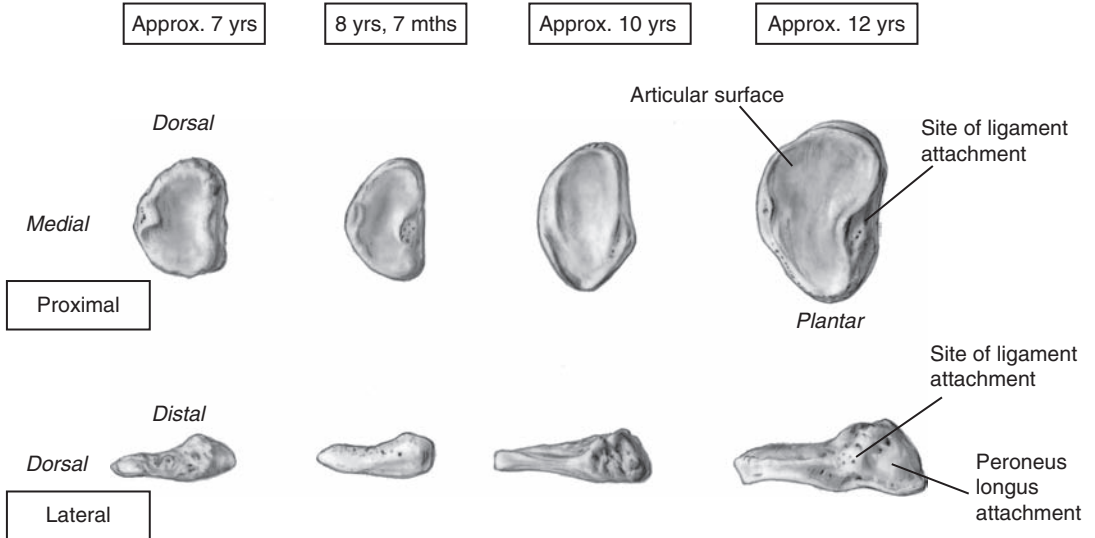 Approx. 7 yrs
8 yrs, 7 mths
Approx. 10 yrs
Approx. 12 yrs
Articular surface
Dorsal
Site of ligament
attachment
Medial
Proximal
Plantar
Site of ligament
attachment
Distal
Dorsal
Peroneus
longus
attachment
Lateral